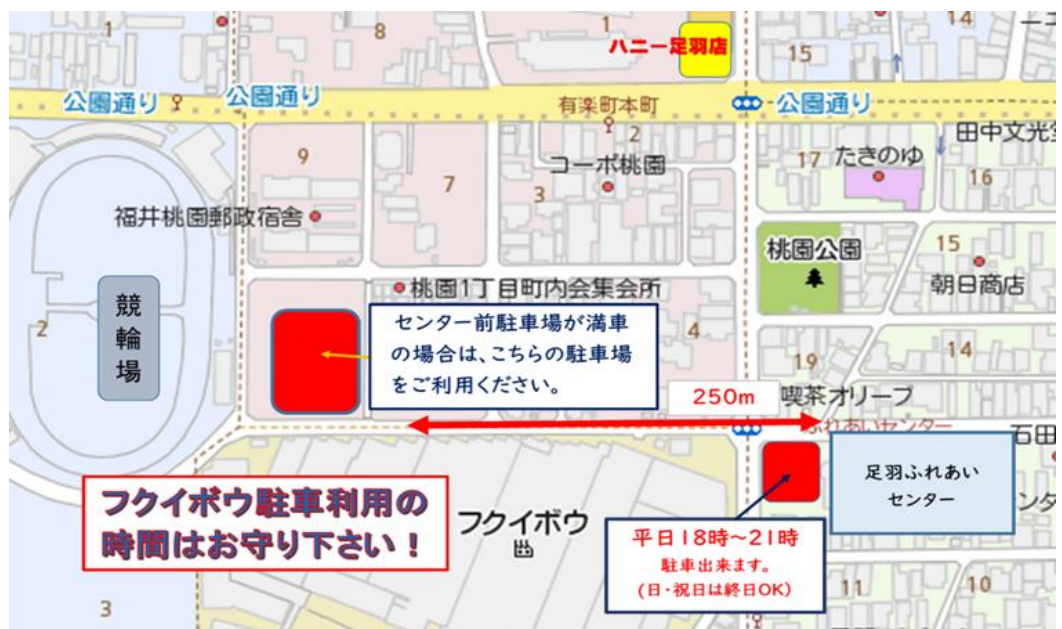 1
8
1
ハニー足羽店
15
14
公園通り
公園通り
有楽町本町
公園通り
9
7
2
コーポ桃園
3
17
たきのゆ
田中文光
16
福井桃園郵政宿舎
桃園公園
15
朝日商店
桃園1丁目町内会集会所
競輪場
2
センター前駐車場が満車
の場合は、こちらの駐車場
をご利用ください。
4
19
14
250m
喫茶オリーブ
ふれあいセンター
石田
足羽ふれあい
センター
フクイボウ駐車利用の
時間はお守り下さい！
フクイボウ
平日18時～21時
駐車出来ます。
(日・祝日は終日OK)
ンタ
11
10
3